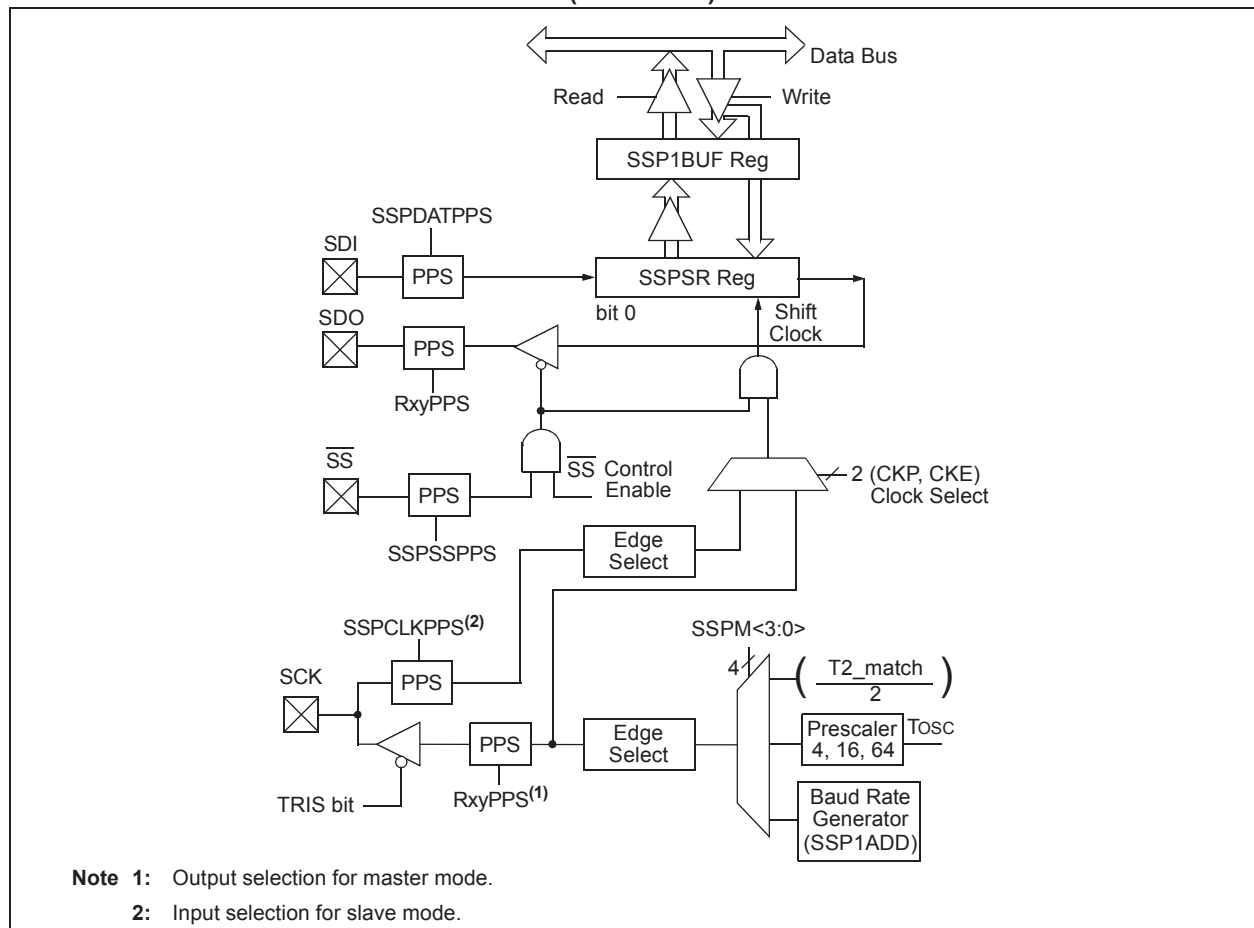 Data Bus
Read
Write
SSP1BUF Reg
SSPDATPPS
SDI
PPS
SSPSR Reg
bit 0
Shift
Clock
SDO
PPS
RxyPPS
SS
PPS
SSPSSPPS
SS Control
Enable
2 (CKP, CKE)
Clock Select
Edge
Select
SSPCLKPPS(2)
PPS
SCK
PPS
RxyPPS(1)
TRIS bit
Edge
Select
SSPM<3:0>
4
( T2_match
2 )
Prescaler
4, 16, 64
TOSC
Baud Rate
Generator
(SSP1ADD)
Note 1: Output selection for master mode.
2: Input selection for slave mode.